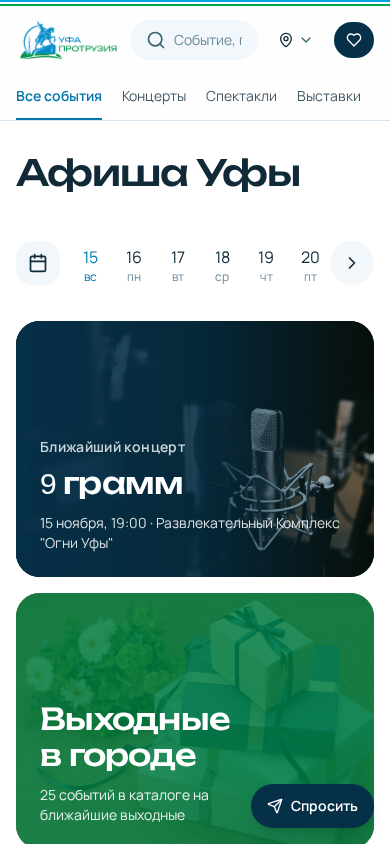 УФА
ПРОТРУЗИЯ
Событие,
Все события Концерты Спектакли Выставки
Афиша Уфы
15 16 17 18 19 20
вс пн вт ср чт пт
Ближайший концерт
9 грамм
15 ноября, 19:00 · Развлекательный Комплекс
"Огни Уфы"
Выходные
в городе
25 событий в каталоге на
ближайшие выходные
Спросить